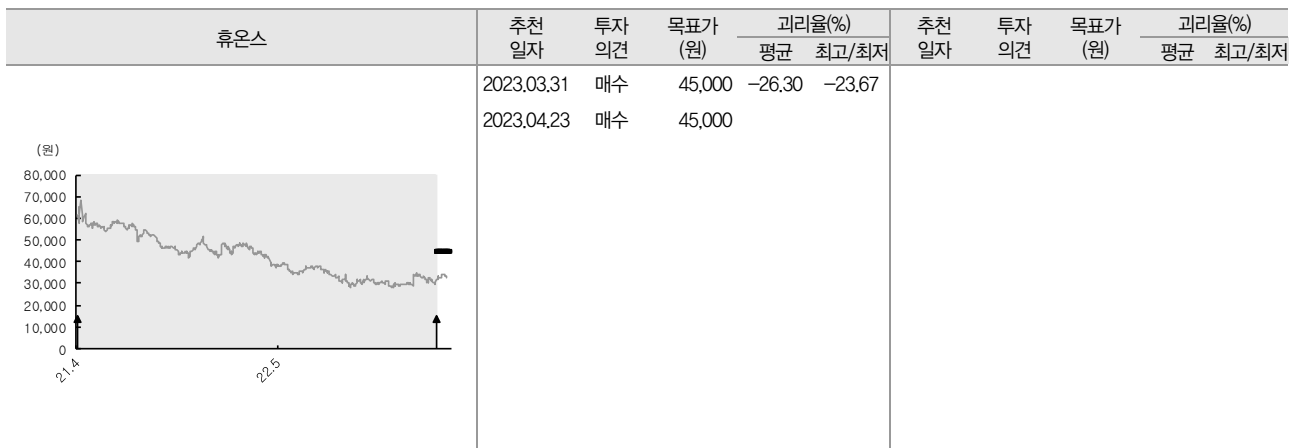 휴온스
추천 일자 투자 의견 목표가 (원) 괴리율(%) 평균 최고/최저 추천 일자 투자 의견 목표가 (원) 괴리율(%) 평균 최고/최저
2023.03.31 매수 45,000 -26.30 -23.67
2023.04.23 매수 45,000
(원)
80,000
70,000
60,000
50,000
40,000
30,000
20,000
10,000
0
21.4 22.5